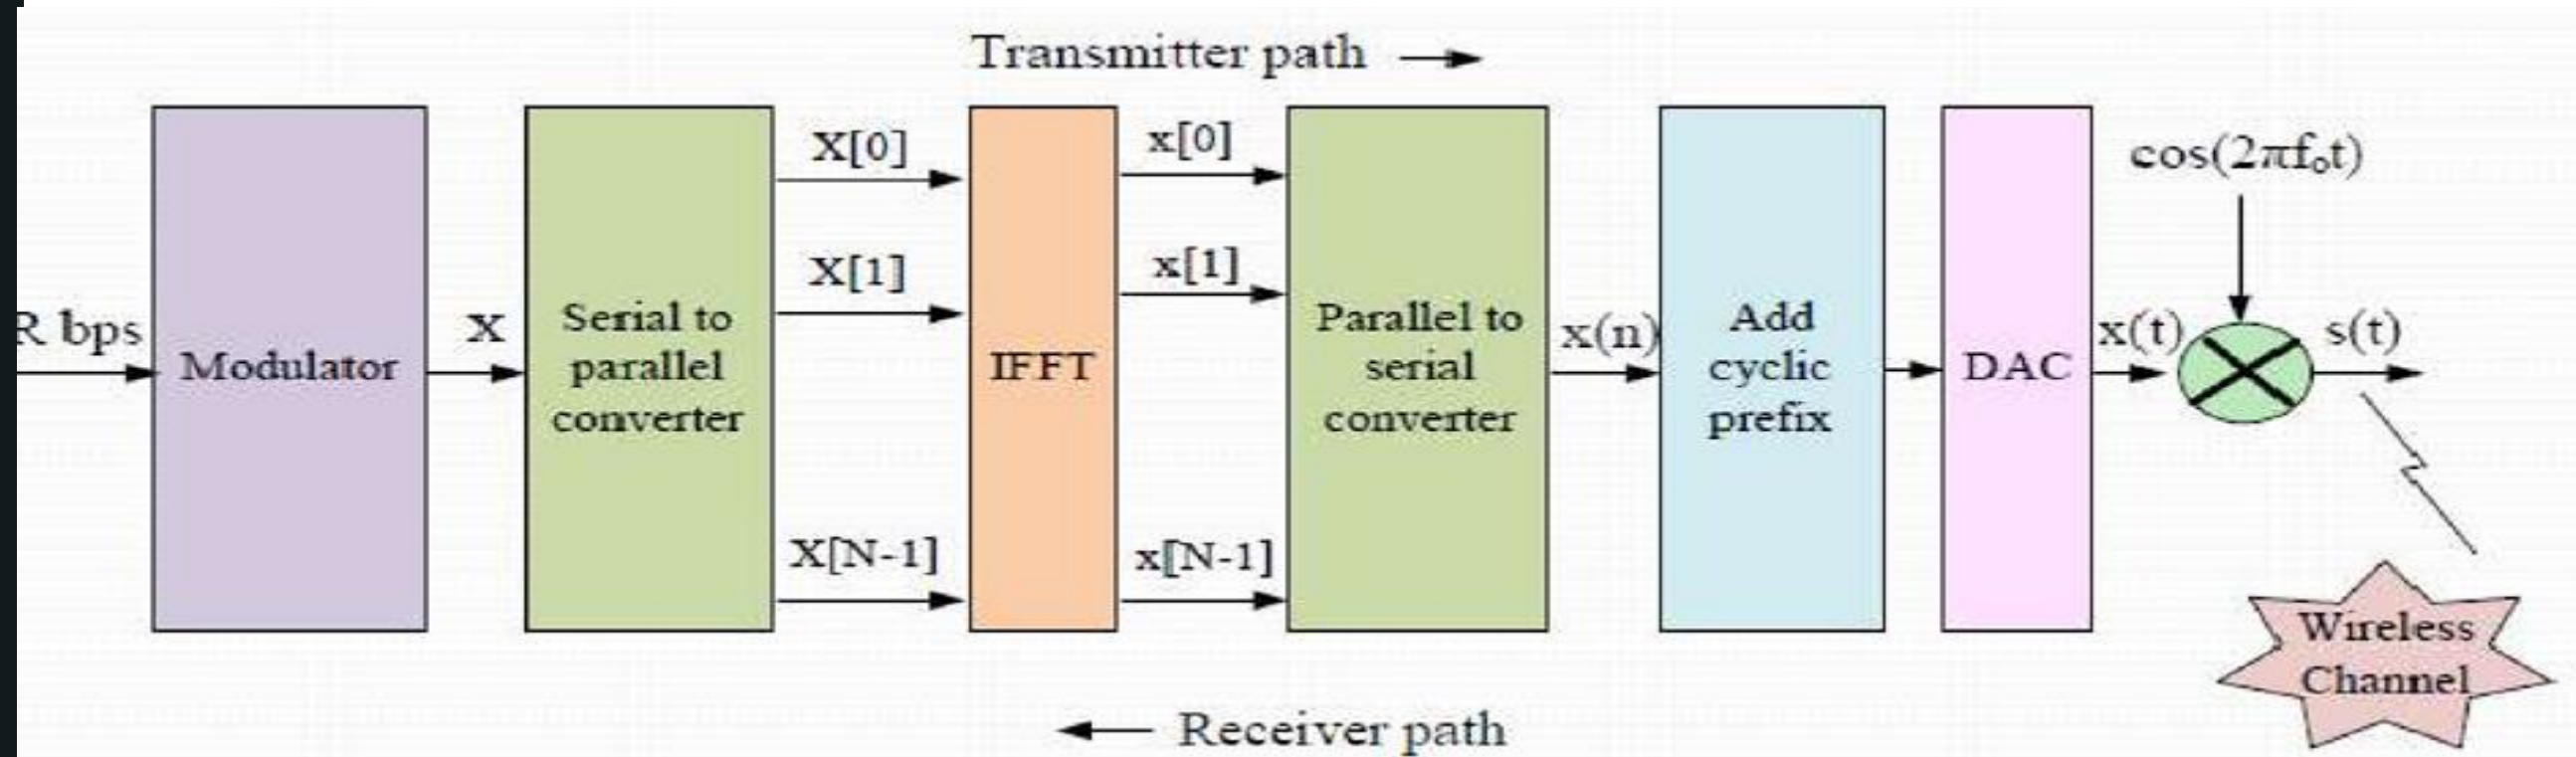 Transmitter path
R bps
Modulator
X
Serial to
parallel
converter
X[0]
X[1]
X[N-1]
IFFT
x[0]
x[1]
x[N-1]
Parallel to
serial
converter
x(n)
Add
cyclic
prefix
DAC
x(t)
cos(2πf₀t)
s(t)
Wireless
Channel
Receiver path